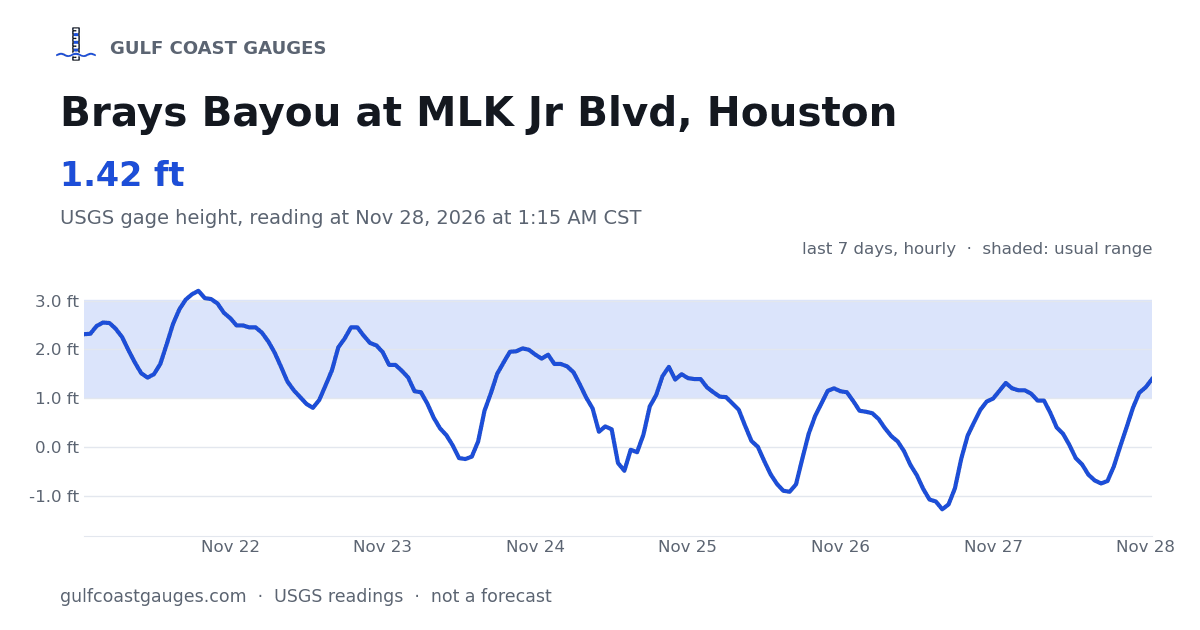 GULF COAST GAUGES
Brays Bayou at MLK Jr Blvd, Houston
1.42 ft
USGS gage height, reading at Nov 28, 2026 at 1:15 AM CST
last 7 days, hourly · shaded: usual range
3.0 ft
2.0 ft
1.0 ft
0.0 ft
-1.0 ft
Nov 22 Nov 23 Nov 24 Nov 25 Nov 26 Nov 27 Nov 28
gulfcoastgauges.com · USGS readings · not a forecast